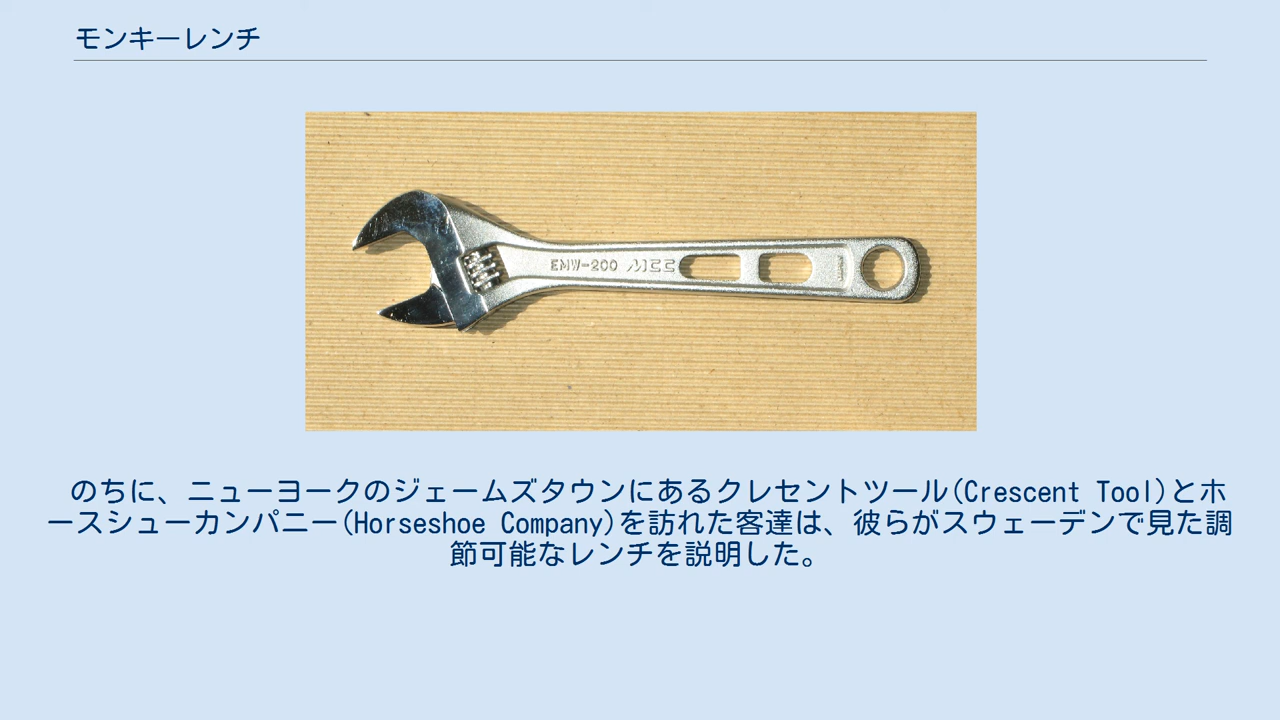 モンキーレンチ
EMW-200 MCC
のちに、ニューヨークのジェームズタウンにあるクレセントツール(Crescent Tool)とホ
ースシューカンパニー(Horseshoe Company)を訪れた客達は、彼らがスウェーデンで見た調
節可能なレンチを説明した。